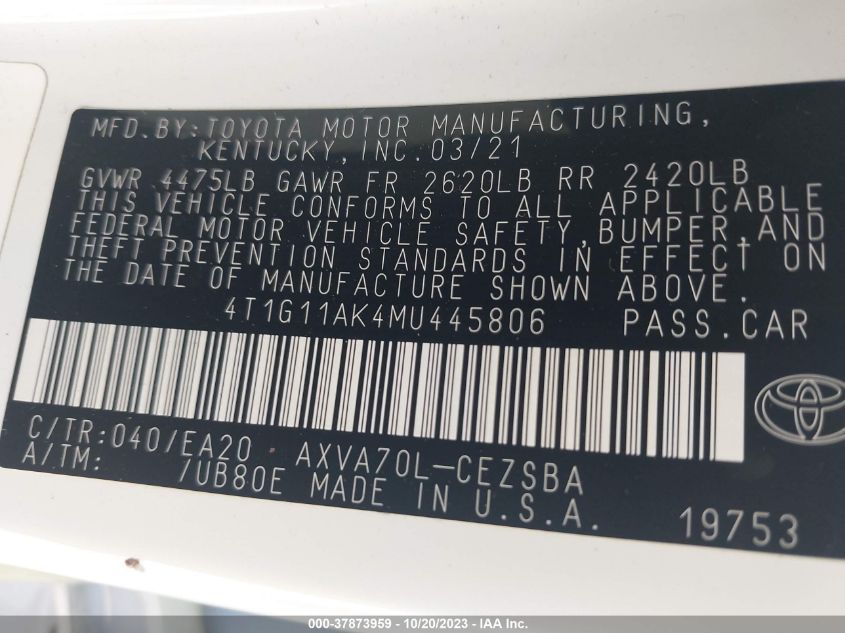 MFD.BY:TOYOTA MOTOR MANUFACTURING,
KENTUCKY,INC.03/21
GVWR 4475LB GAWR FR 2620LB RR 2420LB
THIS VEHICLE CONFORMS TO ALL APPLICABLE
FEDERAL MOTOR VEHICLE SAFETY,BUMPER,AND
THEFT PREVENTION STANDARDS IN EFFECT ON
THE DATE OF MANUFACTURE SHOWN ABOVE.
4T1G11AK4MU445806 PASS.CAR
C/TR:040/EA20 AXVA70L-CEZSBA
A/TM: /UB80E MADE IN U.S.A. 19753
000-37873959 - 10/20/2023 - IAA Inc.